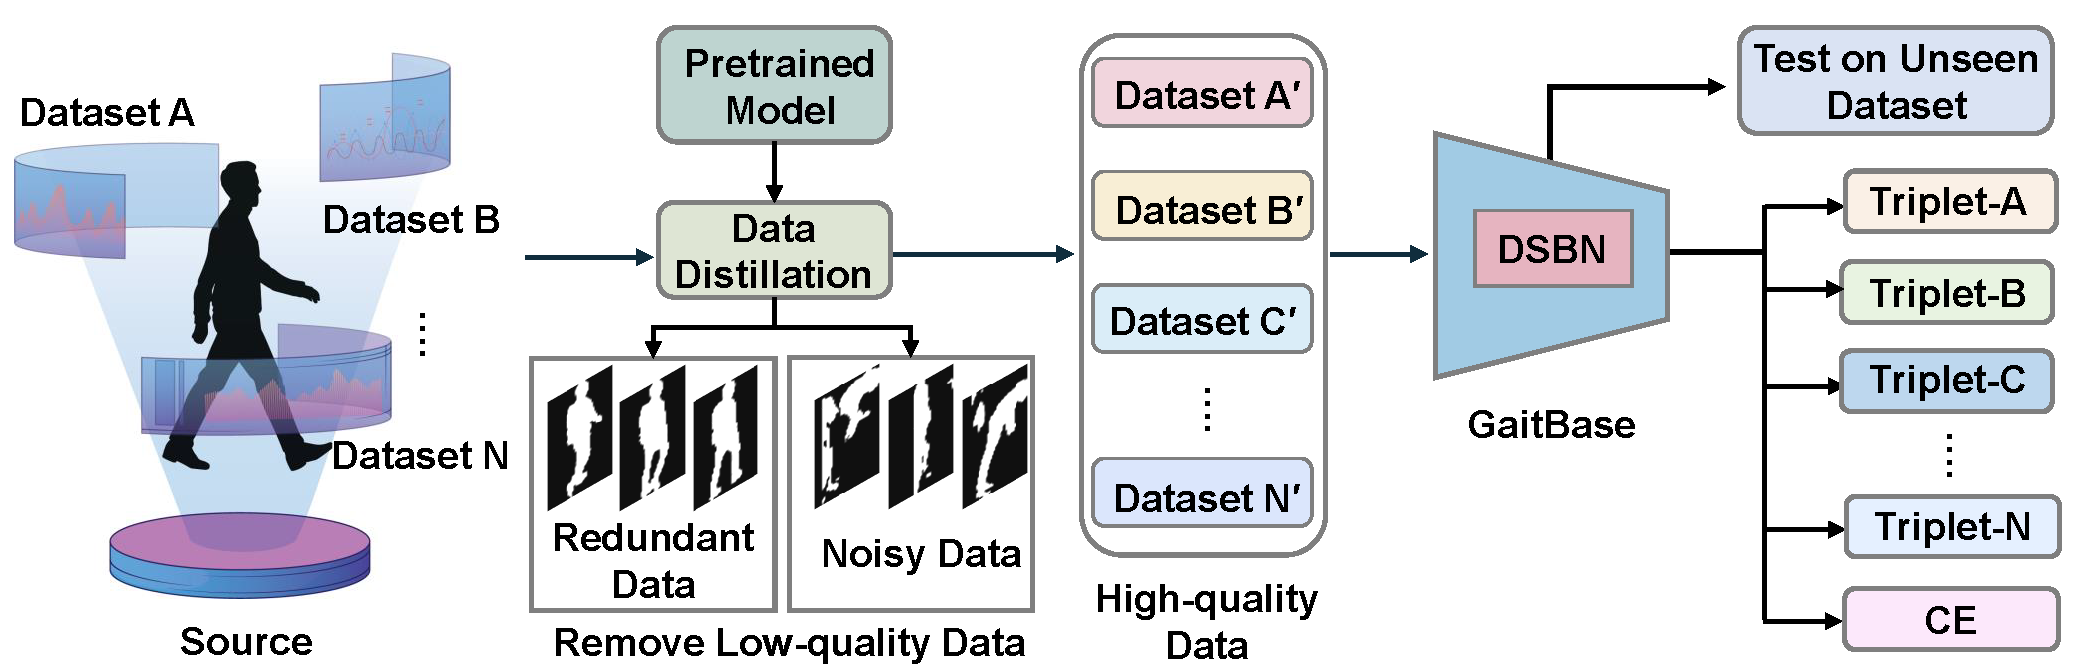 Dataset A
Dataset B
Dataset N
Source
Pretrained
Model
Data
Distillation
Redundant
Data
Noisy Data
Remove Low-quality Data
Dataset A′
Dataset B′
Dataset C′
Dataset N′
High-quality
Data
DSBN
GaitBase
Test on Unseen
Dataset
Triplet-A
Triplet-B
Triplet-C
Triplet-N
CE